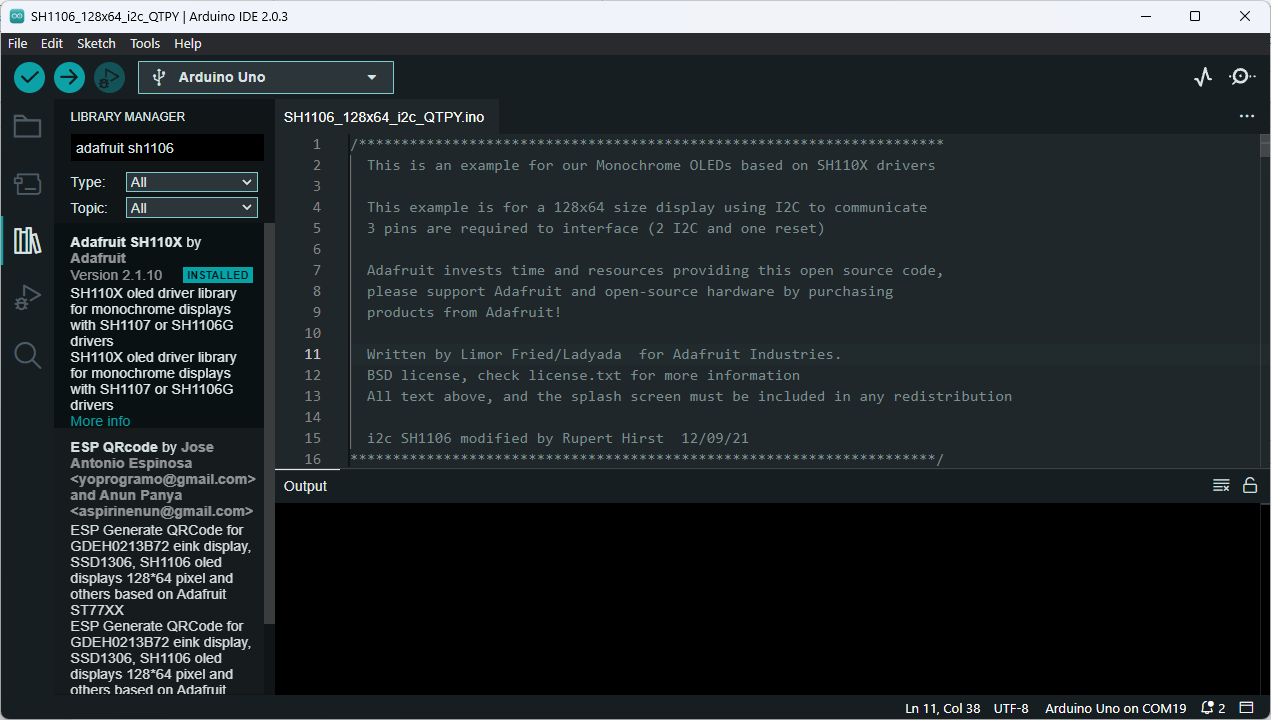 SH1106_128x64_i2c_QTPY | Arduino IDE 2.0.3
File Edit Sketch Tools Help
Arduino Uno
LIBRARY MANAGER
adafruit sh1106
Type: All
Topic: All
Adafruit SH110X by
Adafruit
Version 2.1.10 INSTALLED
SH110X oled driver library
for monochrome displays
with SH1107 or SH1106G
drivers
SH110X oled driver library
for monochrome displays
with SH1107 or SH1106G
drivers
More info
ESP QRcode by Jose
Antonio Espinosa
<yoprogramo@gmail.com>
and Anun Panya
<aspirinenun@gmail.com>
ESP Generate QRCode for
GDEH0213B72 eink display,
SSD1306, SH1106 oled
displays 128*64 pixel and
others based on Adafruit
ST77XX
ESP Generate QRCode for
GDEH0213B72 eink display,
SSD1306, SH1106 oled
displays 128*64 pixel and
others based on Adafruit
SH1106_128x64_i2c_QTPY.ino
1 /*********************************************************************
2 This is an example for our Monochrome OLEDs based on SH110X drivers
3
4 This example is for a 128x64 size display using I2C to communicate
5 3 pins are required to interface (2 I2C and one reset)
6
7 Adafruit invests time and resources providing this open source code,
8 please support Adafruit and open-source hardware by purchasing
9 products from Adafruit!
10
11 Written by Limor Fried/Ladyada  for Adafruit Industries.
12 BSD license, check license.txt for more information
13 All text above, and the splash screen must be included in any redistribution
14
15 i2c SH1106 modified by Rupert Hirst  12/09/21
16 *********************************************************************/
Output
Ln 11, Col 38 UTF-8 Arduino Uno on COM19 2